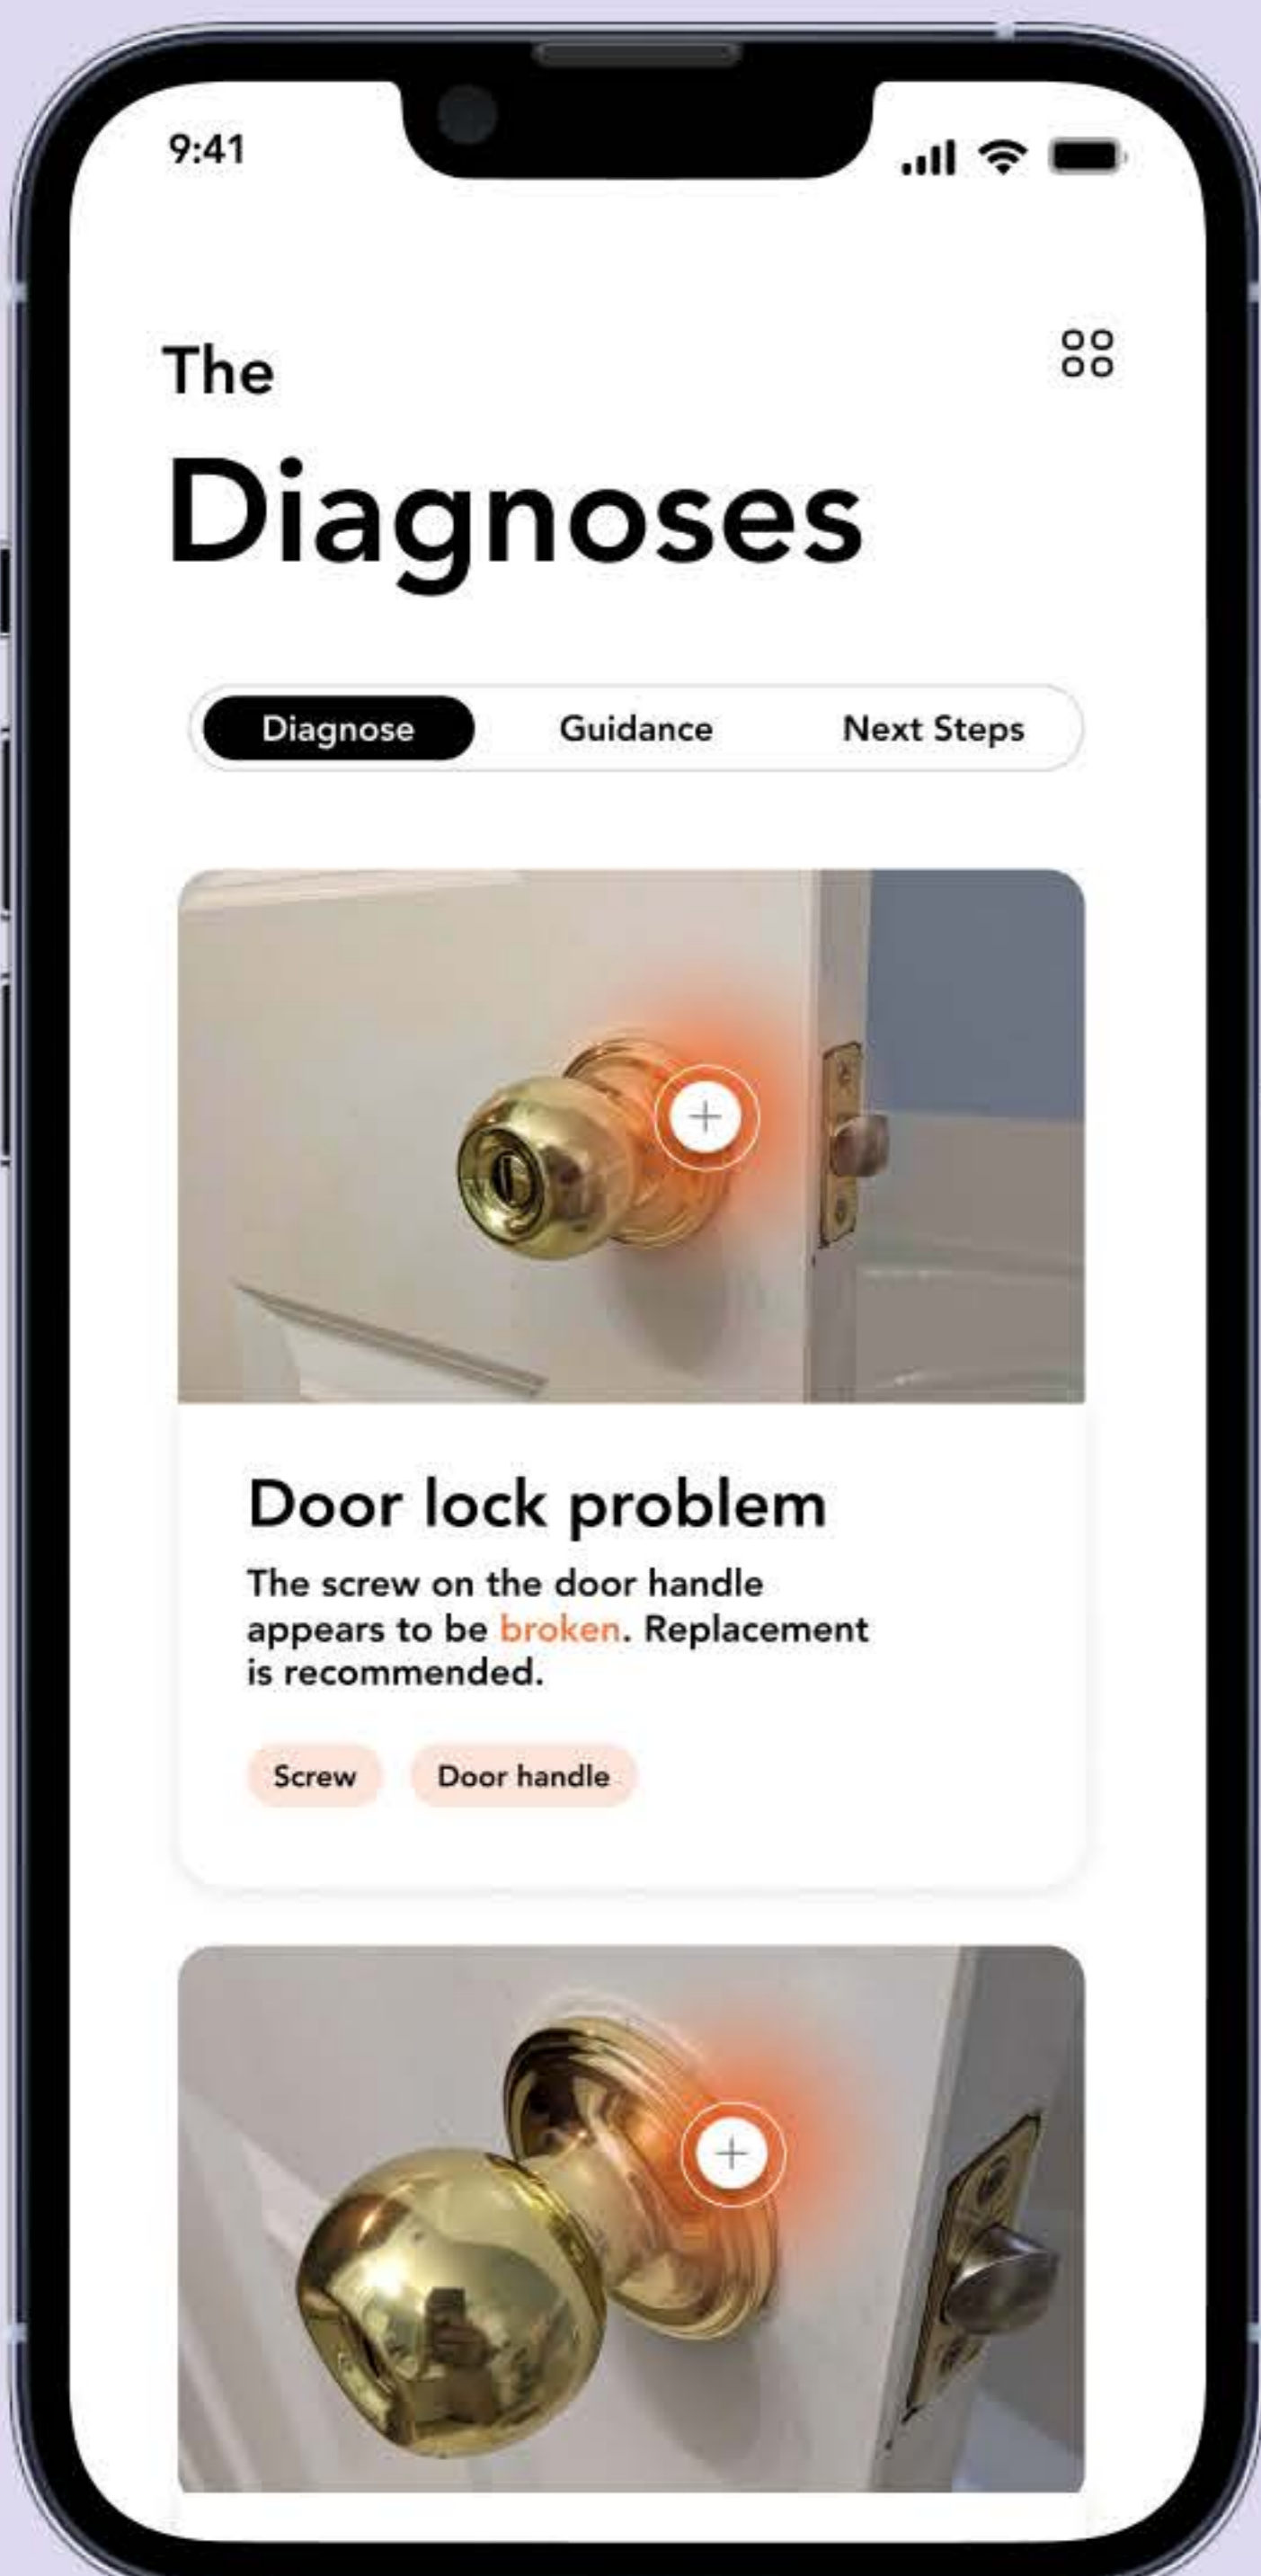 9:41
The
Diagnoses
Diagnose Guidance Next Steps
Door lock problem
The screw on the door handle
appears to be broken. Replacement
is recommended.
Screw Door handle